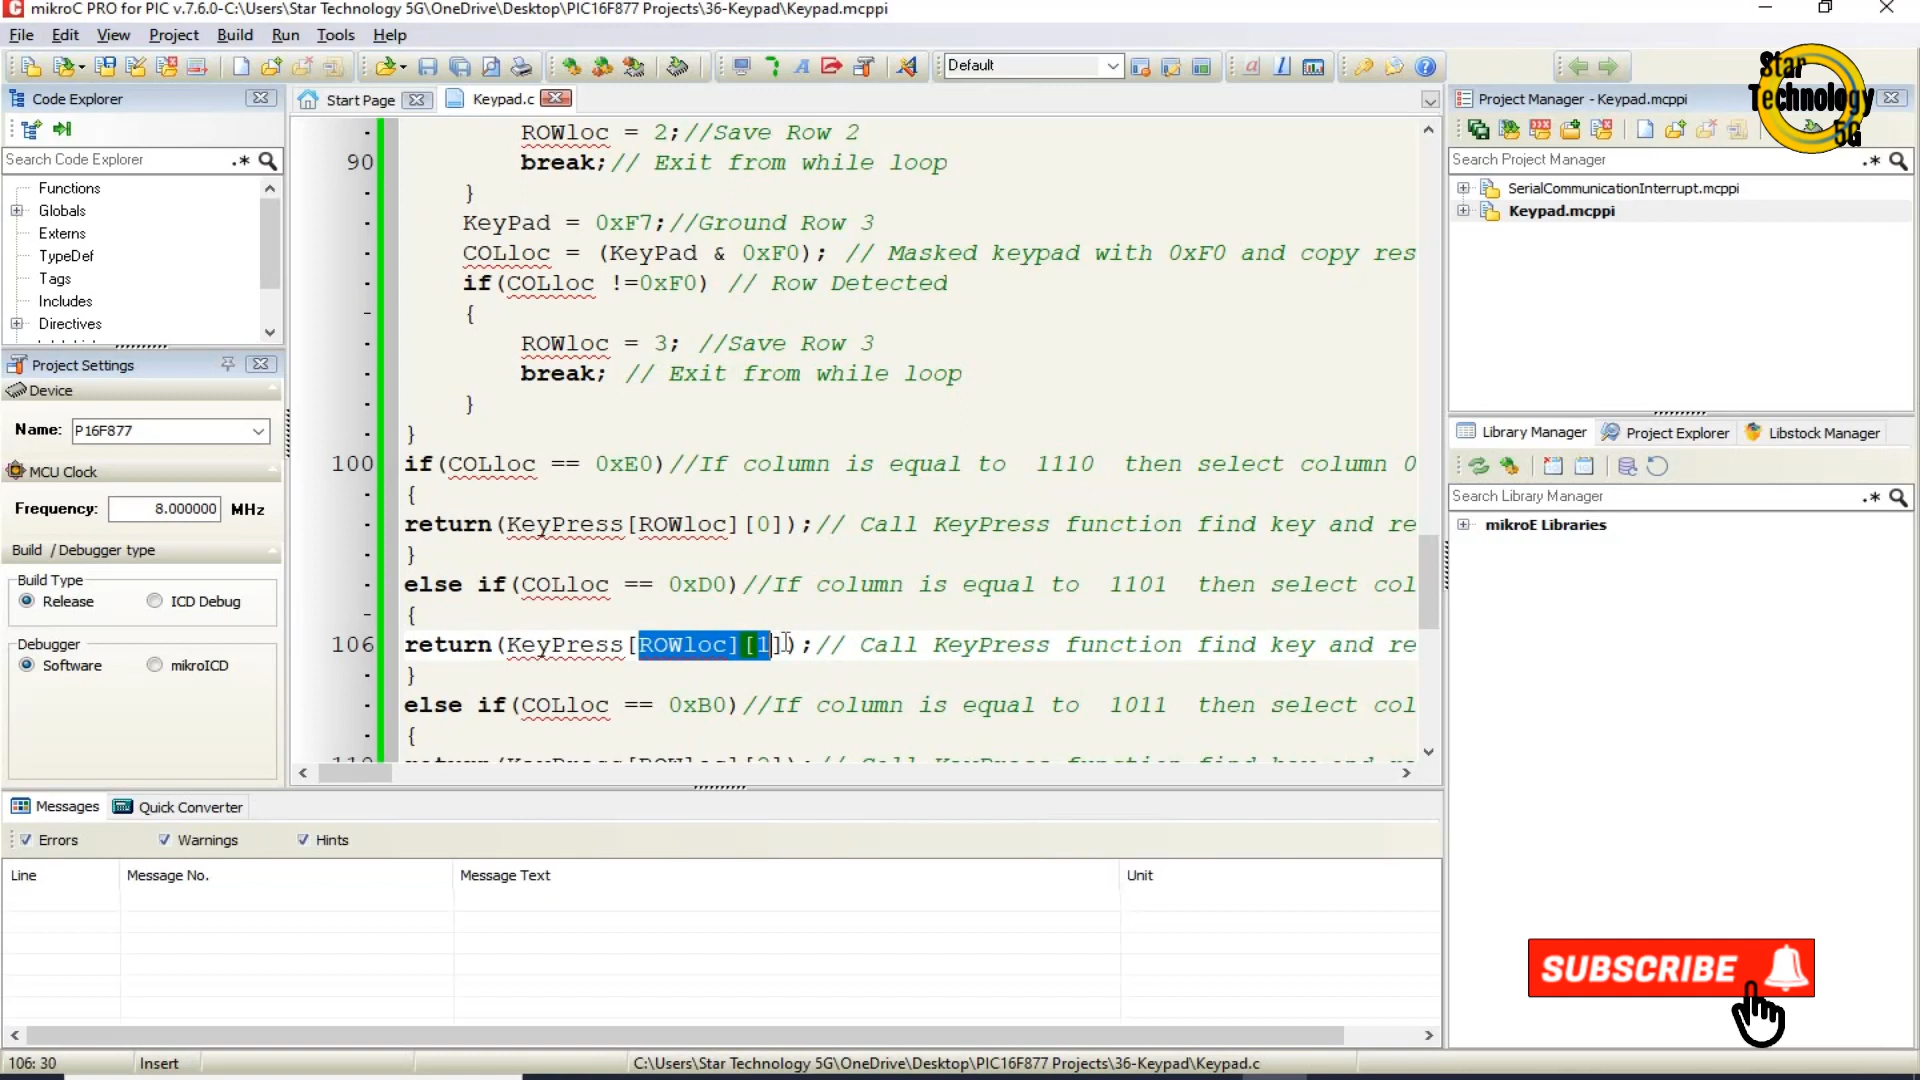 mikroC PRO for PIC v.7.6.0-C:\Users\Star Technology 5G\OneDrive\Desktop\PIC16F877 Projects\36-Keypad\Keypad.mcppi
File Edit View Project Build Run Tools Help
Default
Star
Technology
5G
Code Explorer
Start Page
Keypad.c
Project Manager - Keypad.mcppi
Search Code Explorer
Search Project Manager
Functions
Globals
Externs
TypeDef
Tags
Includes
Directives
SerialCommunicationInterrupt.mcppi
Keypad.mcppi
ROWloc = 2;//Save Row 2
90 break;// Exit from while loop
}
KeyPad = 0xF7;//Ground Row 3
COLloc = (KeyPad & 0xF0); // Masked keypad with 0xF0 and copy res
if(COLloc !=0xF0) // Row Detected
{
ROWloc = 3; //Save Row 3
break; // Exit from while loop
}
}
100 if(COLloc == 0xE0)//If column is equal to 1110 then select column 0
{
return(KeyPress[ROWloc][0]);// Call KeyPress function find key and re
}
else if(COLloc == 0xD0)//If column is equal to 1101 then select col
{
106 return(KeyPress[ROWloc][1]);// Call KeyPress function find key and re
}
else if(COLloc == 0xB0)//If column is equal to 1011 then select col
{
Project Settings
Device
Name: P16F877
MCU Clock
Frequency: 8.000000 MHz
Build / Debugger type
Build Type
Release ICD Debug
Debugger
Software mikroICD
Library Manager Project Explorer Libstock Manager
Search Library Manager
mikroE Libraries
Messages Quick Converter
Errors Warnings Hints
Line Message No. Message Text Unit
SUBSCRIBE
106: 30 Insert C:\Users\Star Technology 5G\OneDrive\Desktop\PIC16F877 Projects\36-Keypad\Keypad.c